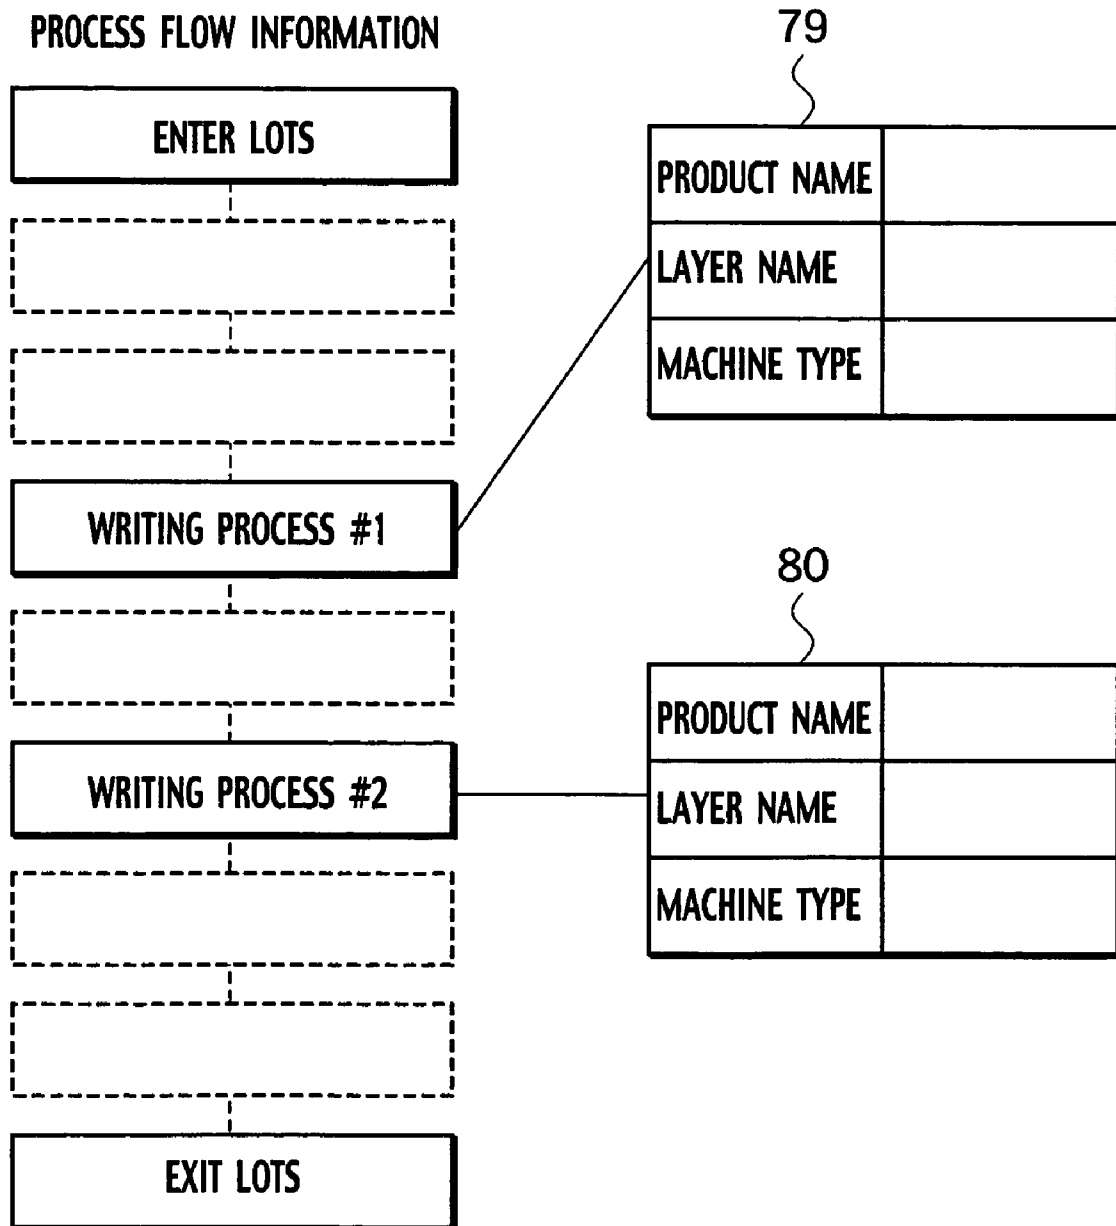 PROCESS FLOW INFORMATION
ENTER LOTS
WRITING PROCESS #1
WRITING PROCESS #2
EXIT LOTS
79
PRODUCT NAME
LAYER NAME
MACHINE TYPE
80
PRODUCT NAME
LAYER NAME
MACHINE TYPE